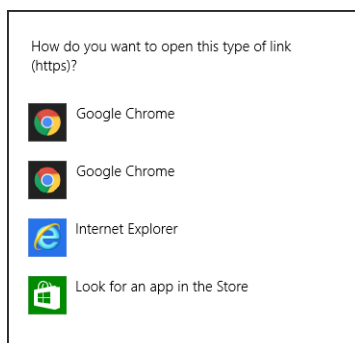 How do you want to open this type of link
(https)?
Google Chrome
Google Chrome
Internet Explorer
Look for an app in the Store